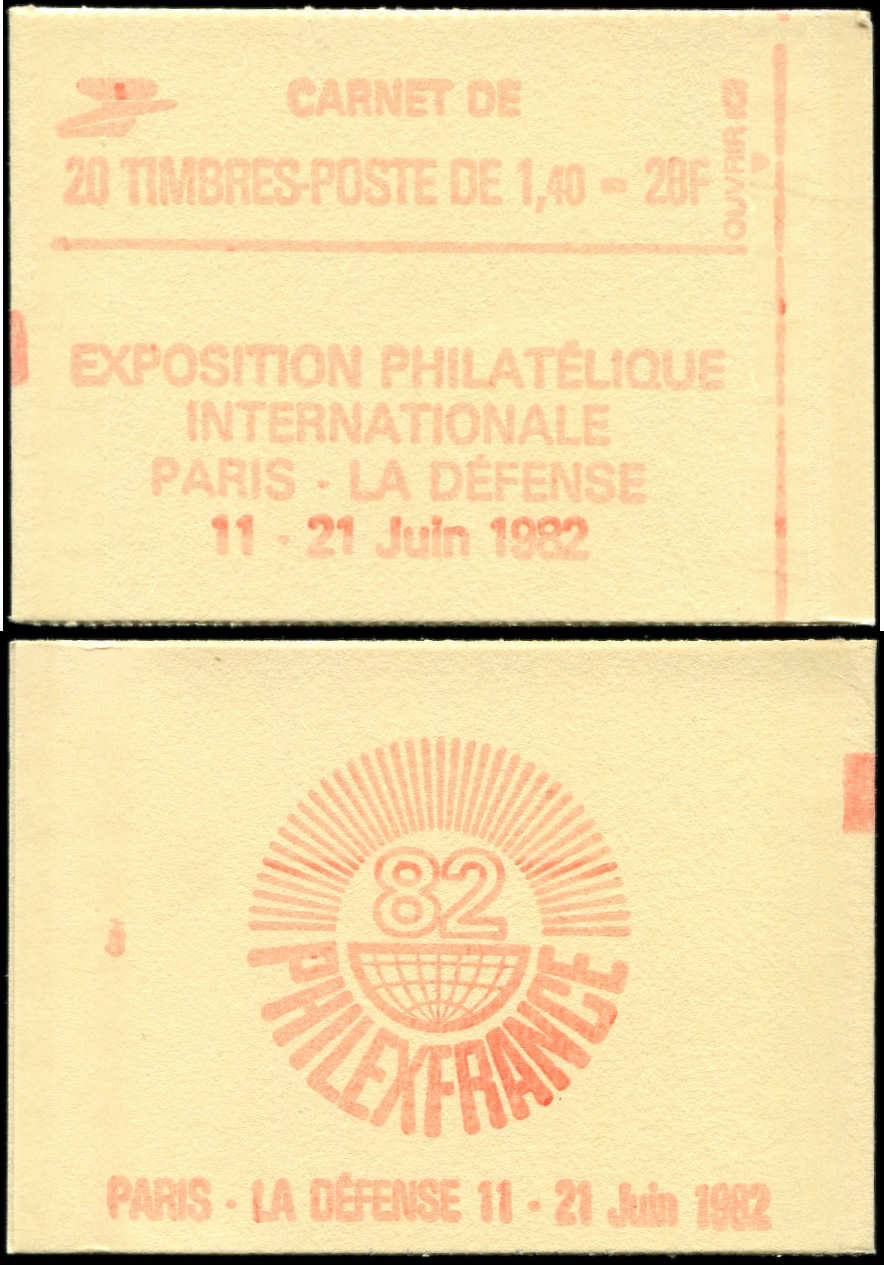 CARNET DE
20 TIMBRES-POSTE DE 1,40 - 28F
OUVRIR ICI
EXPOSITION PHILATÉLIQUE
INTERNATIONALE
PARIS - LA DÉFENSE
11 - 21 Juin 1982
82
PHILEXFRANCE
PARIS - LA DÉFENSE 11 - 21 Juin 1982